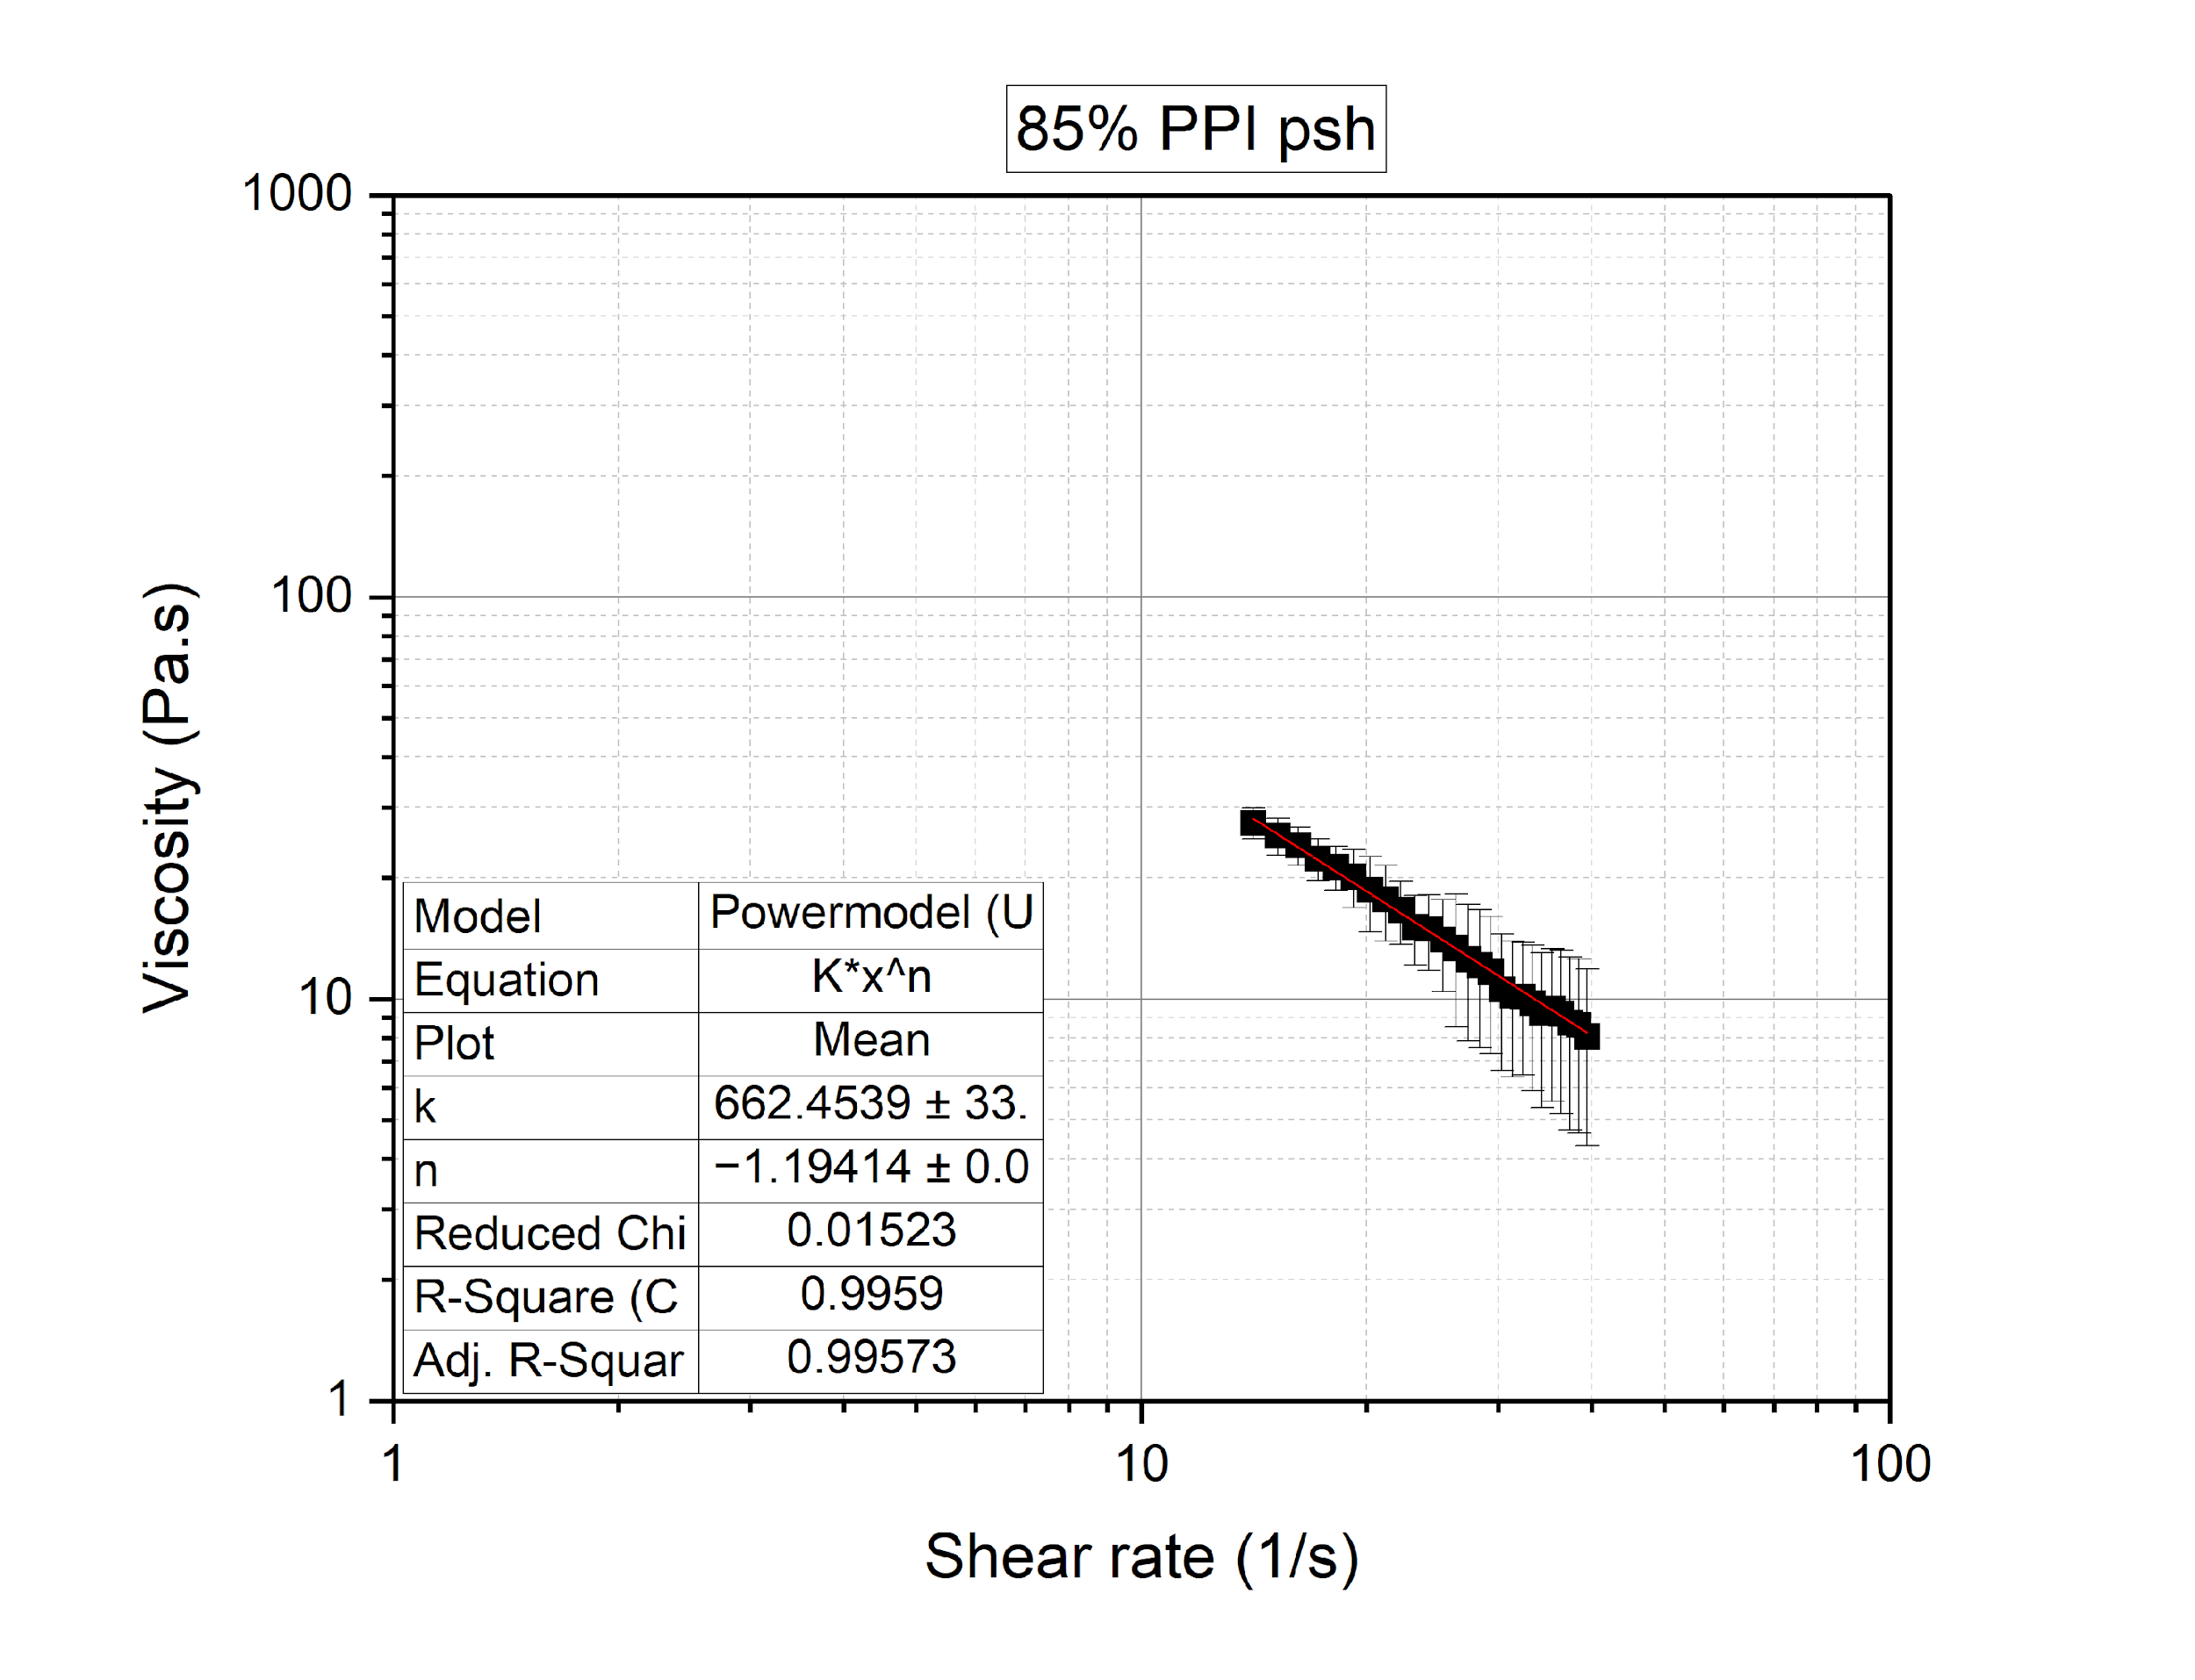 85% PPI psh
1000
100
10
1
Viscosity (Pa.s)
Model Powermodel (U
Equation K*x^n
Plot Mean
k 662.4539 ± 33.
n −1.19414 ± 0.0
Reduced Chi 0.01523
R-Square (C 0.9959
Adj. R-Squar 0.99573
1 10 100
Shear rate (1/s)